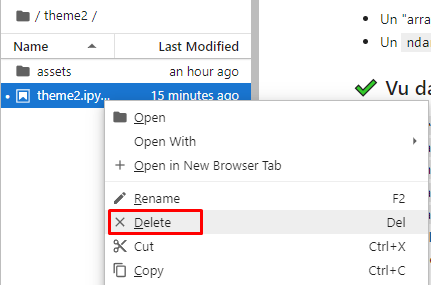 / theme2 /
Name
Last Modified
assets
an hour ago
theme2.ipy...
15 minutes ago
Open
Open With
Open in New Browser Tab
Rename F2
Delete Del
Cut Ctrl+X
Copy Ctrl+C
Un "arra
Un ndar
Vu da